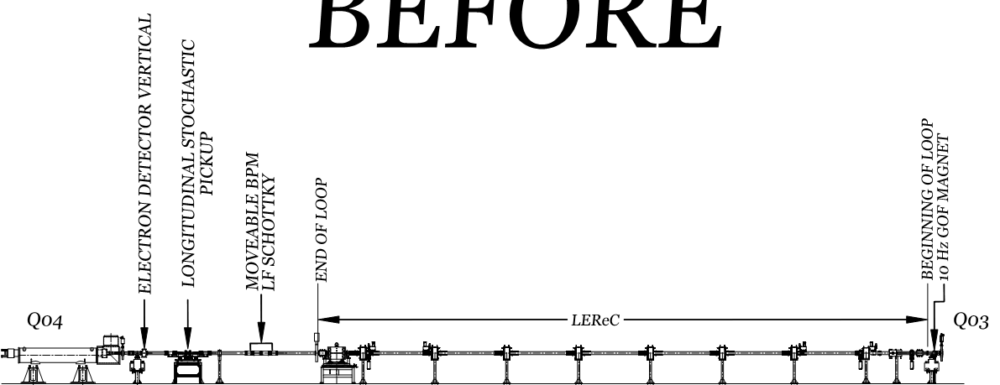 BEFORE
ELECTRON DETECTOR VERTICAL
LONGITUDINAL STOCHASTIC
PICKUP
MOVEABLE BPM
LF SCHOTTKY
END OF LOOP
BEGINNING OF LOOP
10 Hz GOF MAGNET
Q04
LEReC
Q03